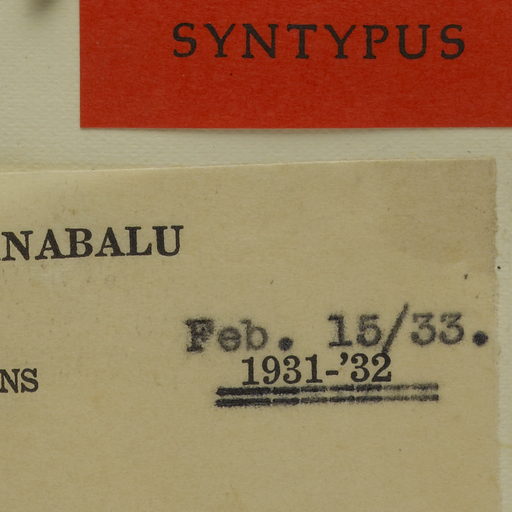 SYNTYPUS
NABALU
Feb. 15/33.
1931-'32
NS